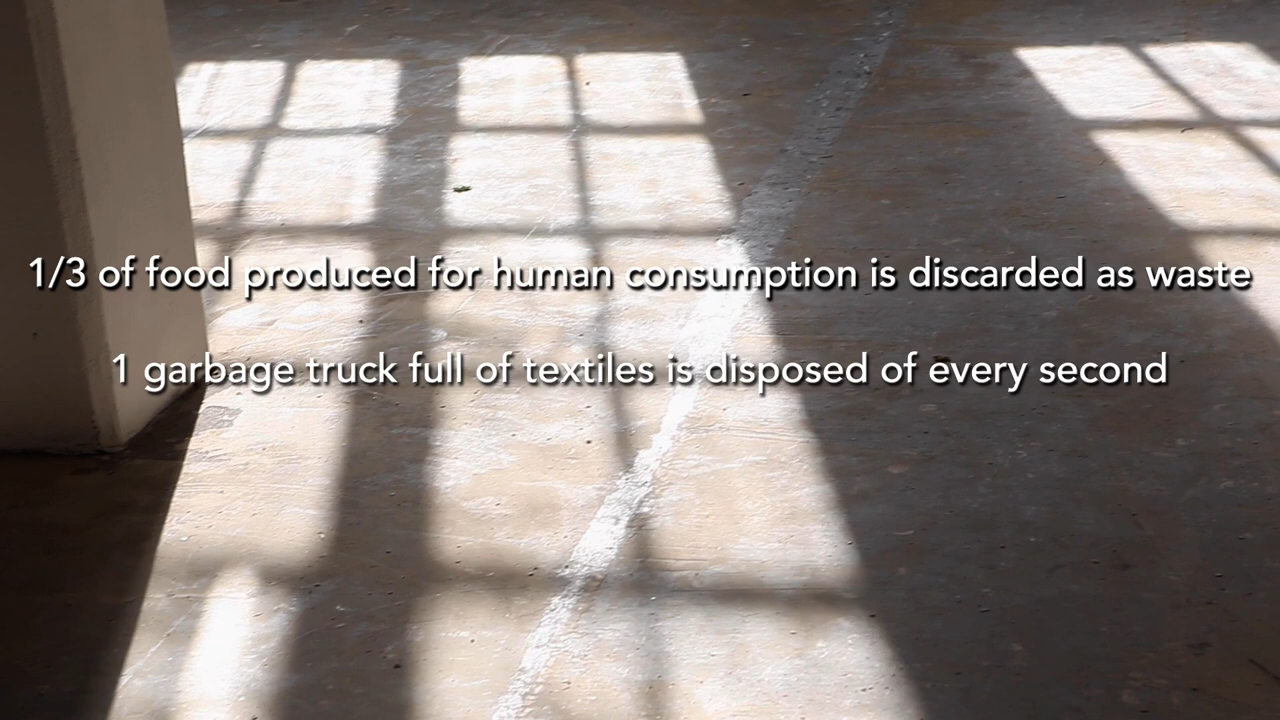 1/3 of food produced for human consumption is discarded as waste
1 garbage truck full of textiles is disposed of every second